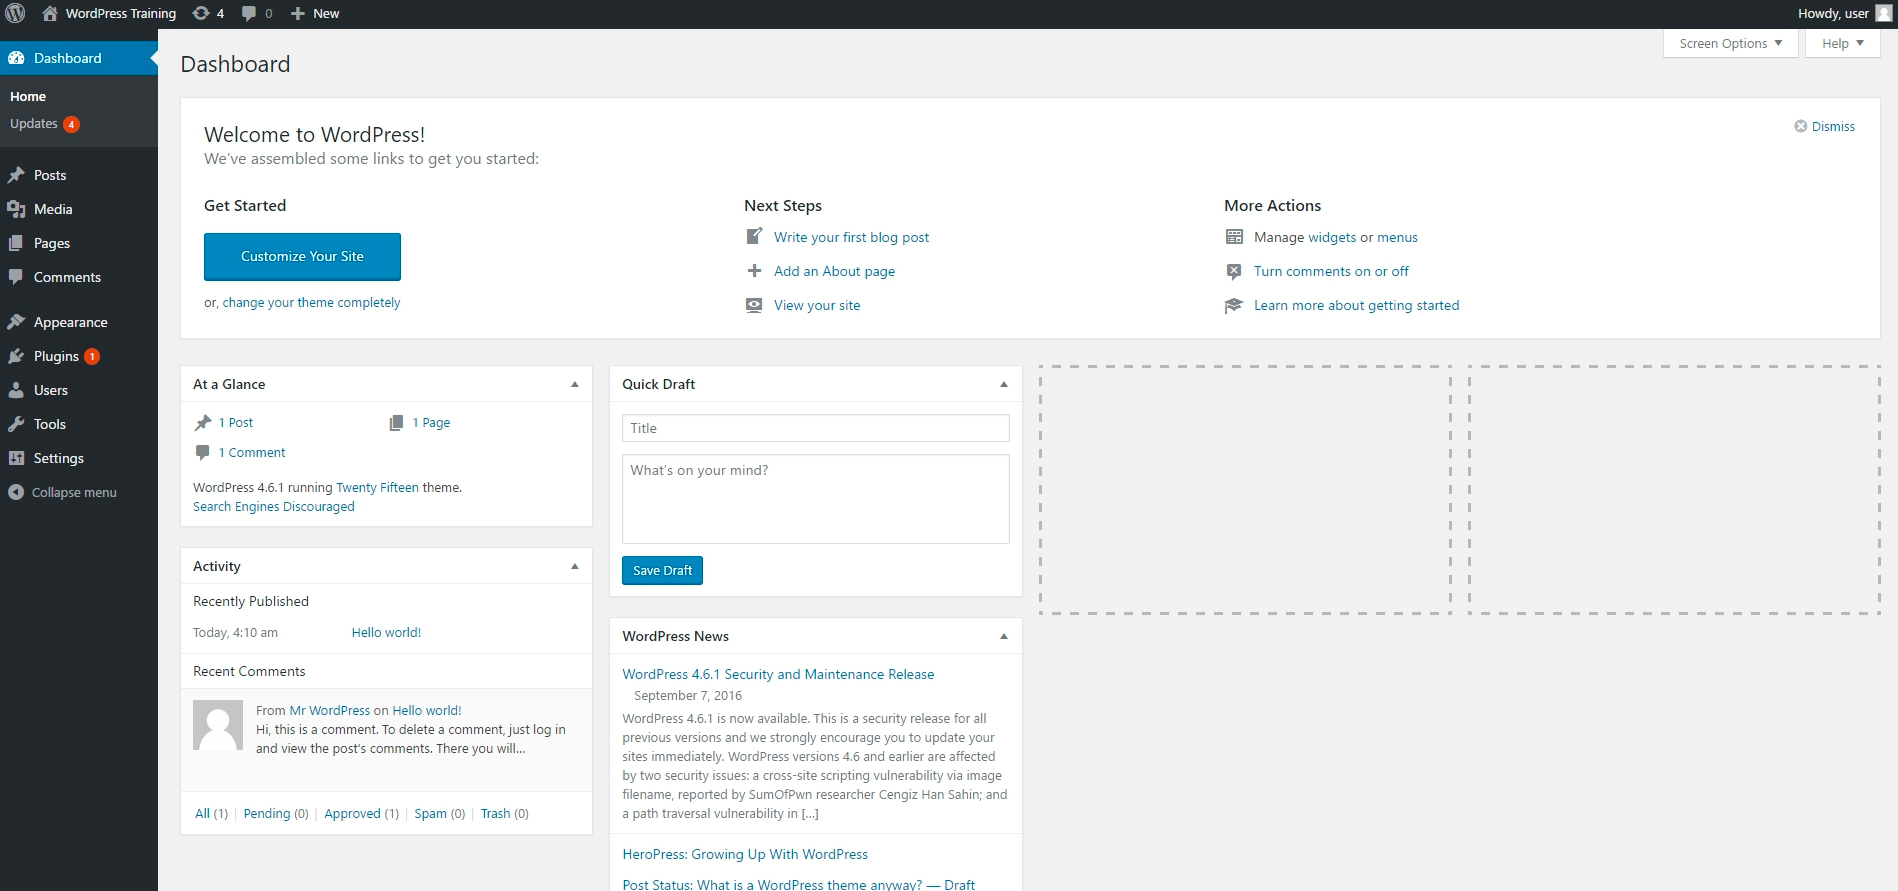 WordPress Training 4 0 New Howdy, user
Dashboard
Home
Updates 4
Posts
Media
Pages
Comments
Appearance
Plugins 1
Users
Tools
Settings
Collapse menu
Screen Options Help
Dashboard
Welcome to WordPress!
We've assembled some links to get you started:
Dismiss
Get Started
Customize Your Site
or, change your theme completely
Next Steps
Write your first blog post
Add an About page
View your site
More Actions
Manage widgets or menus
Turn comments on or off
Learn more about getting started
At a Glance
1 Post 1 Page
1 Comment
WordPress 4.6.1 running Twenty Fifteen theme.
Search Engines Discouraged
Activity
Recently Published
Today, 4:10 am Hello world!
Recent Comments
From Mr WordPress on Hello world!
Hi, this is a comment. To delete a comment, just log in
and view the post's comments. There you will...
All (1) | Pending (0) | Approved (1) | Spam (0) | Trash (0)
Quick Draft
Title
What's on your mind?
Save Draft
WordPress News
WordPress 4.6.1 Security and Maintenance Release
September 7, 2016
WordPress 4.6.1 is now available. This is a security release for all
previous versions and we strongly encourage you to update your
sites immediately. WordPress versions 4.6 and earlier are affected
by two security issues: a cross-site scripting vulnerability via image
filename, reported by SumOfPwn researcher Cengiz Han Sahin; and
a path traversal vulnerability in [...]
HeroPress: Growing Up With WordPress
Post Status: What is a WordPress theme anyway? — Draft